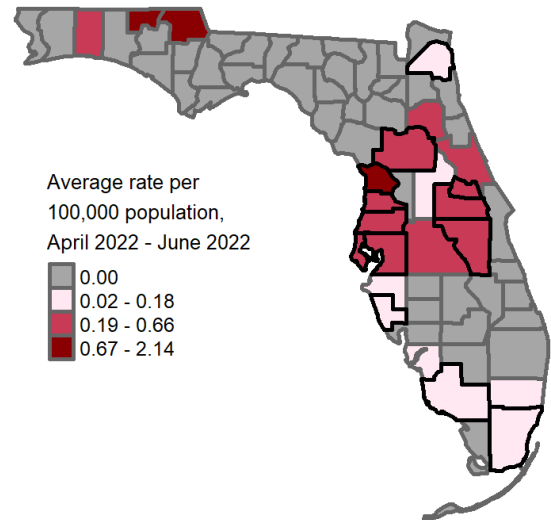 Average rate per
100,000 population,
April 2022 - June 2022
0.00
0.02 - 0.18
0.19 - 0.66
0.67 - 2.14